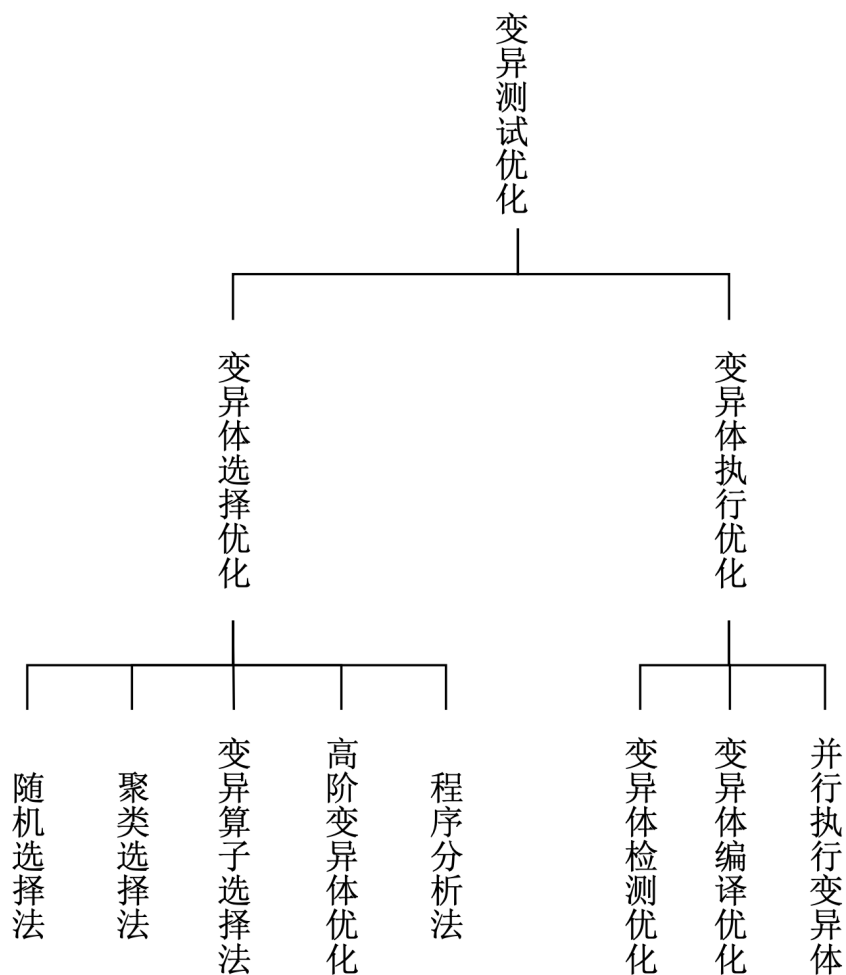 变异测试优化
变异体选择优化
变异体执行优化
随机选择法
聚类选择法
变异算子选择法
高阶变异体优化
程序分析法
变异体检测优化
变异体编译优化
并行执行变异体